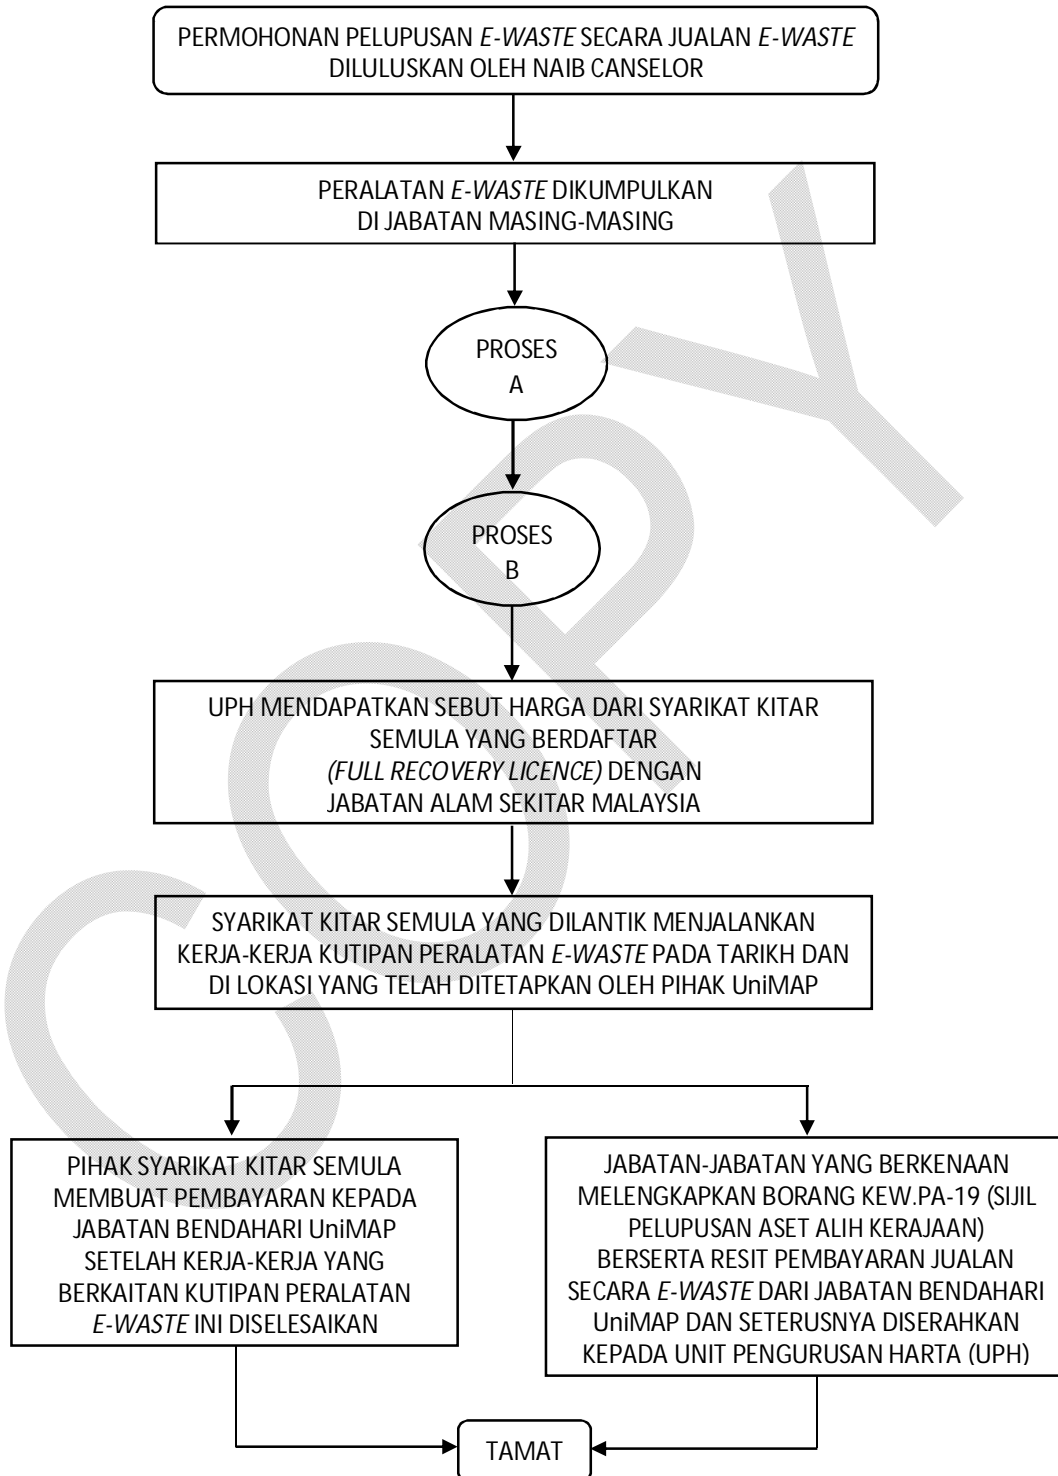 PERMOHONAN PELUPUSAN E-WASTE SECARA JUALAN E-WASTE
DILULUSKAN OLEH NAIB CANSELOR
PERALATAN E-WASTE DIKUMPULKAN
DI JABATAN MASING-MASING
PROSES
A
PROSES
B
UPH MENDAPATKAN SEBUT HARGA DARI SYARIKAT KITAR
SEMULA YANG BERDAFTAR
(FULL RECOVERY LICENCE) DENGAN
JABATAN ALAM SEKITAR MALAYSIA
SYARIKAT KITAR SEMULA YANG DILANTIK MENJALANKAN
KERJA-KERJA KUTIPAN PERALATAN E-WASTE PADA TARIKH DAN
DI LOKASI YANG TELAH DITETAPKAN OLEH PIHAK UniMAP
PIHAK SYARIKAT KITAR SEMULA
MEMBUAT PEMBAYARAN KEPADA
JABATAN BENDAHARI UniMAP
SETELAH KERJA-KERJA YANG
BERKAITAN KUTIPAN PERALATAN
E-WASTE INI DISELESAIKAN
JABATAN-JABATAN YANG BERKENAAN
MELENGKAPKAN BORANG KEW.PA-19 (SIJIL
PELUPUSAN ASET ALIH KERAJAAN)
BERSERTA RESIT PEMBAYARAN JUALAN
SECARA E-WASTE DARI JABATAN BENDAHARI
UniMAP DAN SETERUSNYA DISERAHKAN
KEPADA UNIT PENGURUSAN HARTA (UPH)
TAMAT
COPY